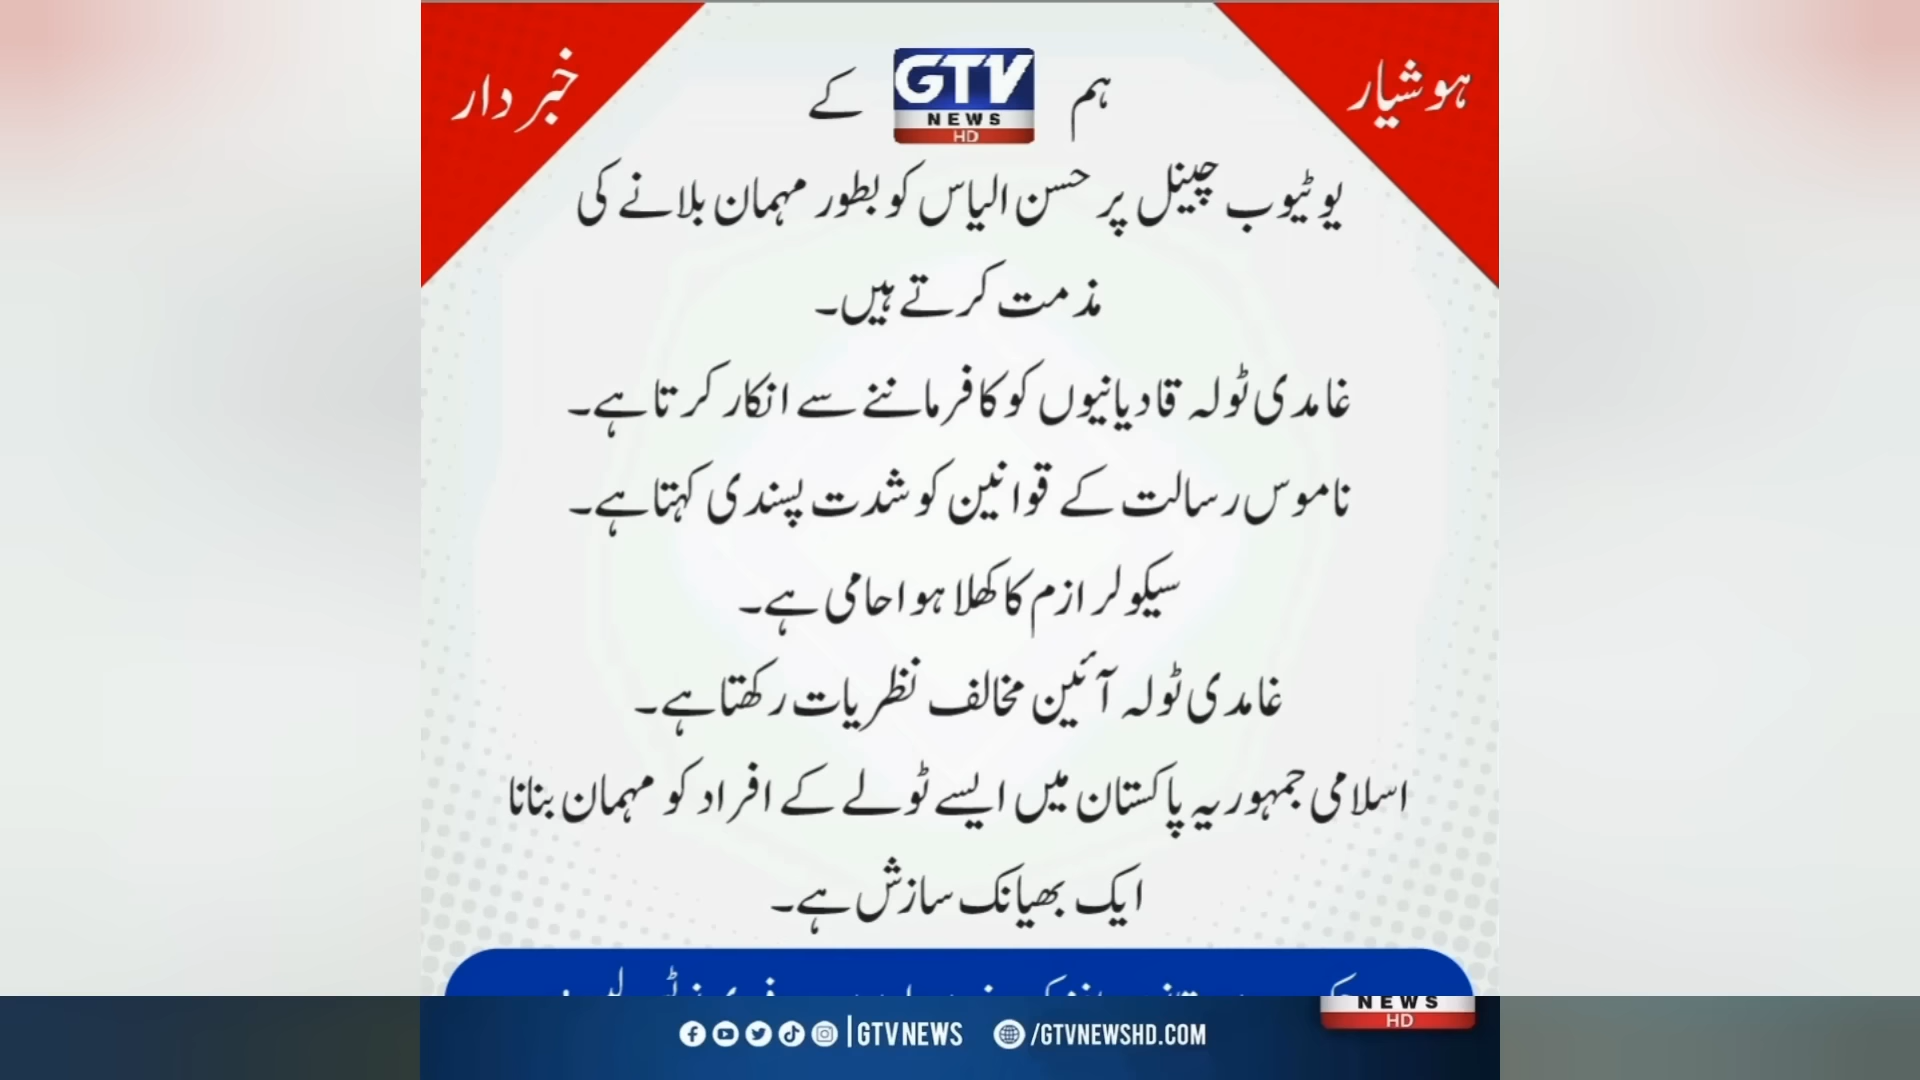 ہوشیار
خبردار
ہم GTV NEWS HD کے
یوٹیوب چینل پر حسن الیاس کو بطور مہمان بلانے کی
مذمت کرتے ہیں۔
غامدی ٹولہ قادیانیوں کو کافر ماننے سے انکار کرتا ہے۔
ناموس رسالت کے قوانین کو شدت پسندی کہتا ہے۔
سیکولرازم کا کھلا ہوا حامی ہے۔
غامدی ٹولہ آئین مخالف نظریات رکھتا ہے۔
اسلامی جمہوریہ پاکستان میں ایسے ٹولے کے افراد کو مہمان بنانا
ایک بھیانک سازش ہے۔
NEWS
HD
GTV NEWS /GTVNEWSHD.COM